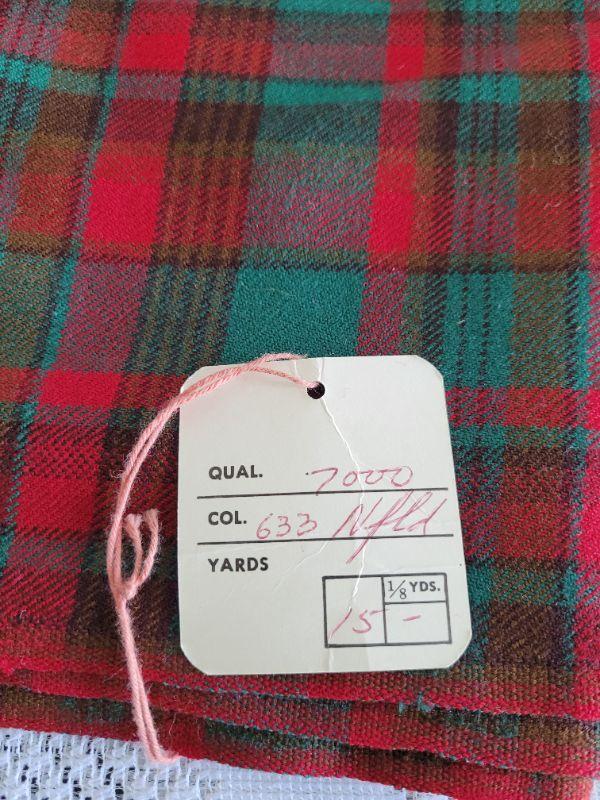 QUAL. 7000
COL. 633 Nfld
YARDS
1/8 YDS.
15 -